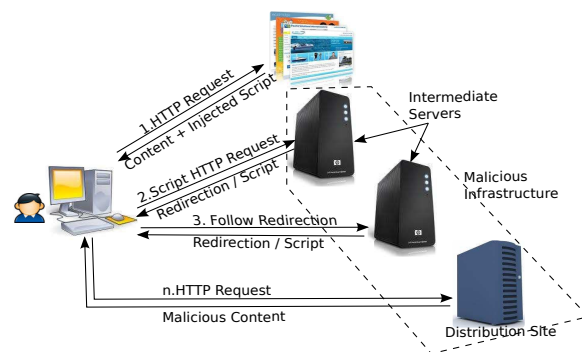 1.HTTP Request
Content + Injected Script
Intermediate
Servers
2.Script HTTP Request
Redirection / Script
Malicious
Infrastructure
3. Follow Redirection
Redirection / Script
n.HTTP Request
Malicious Content
Distribution Site